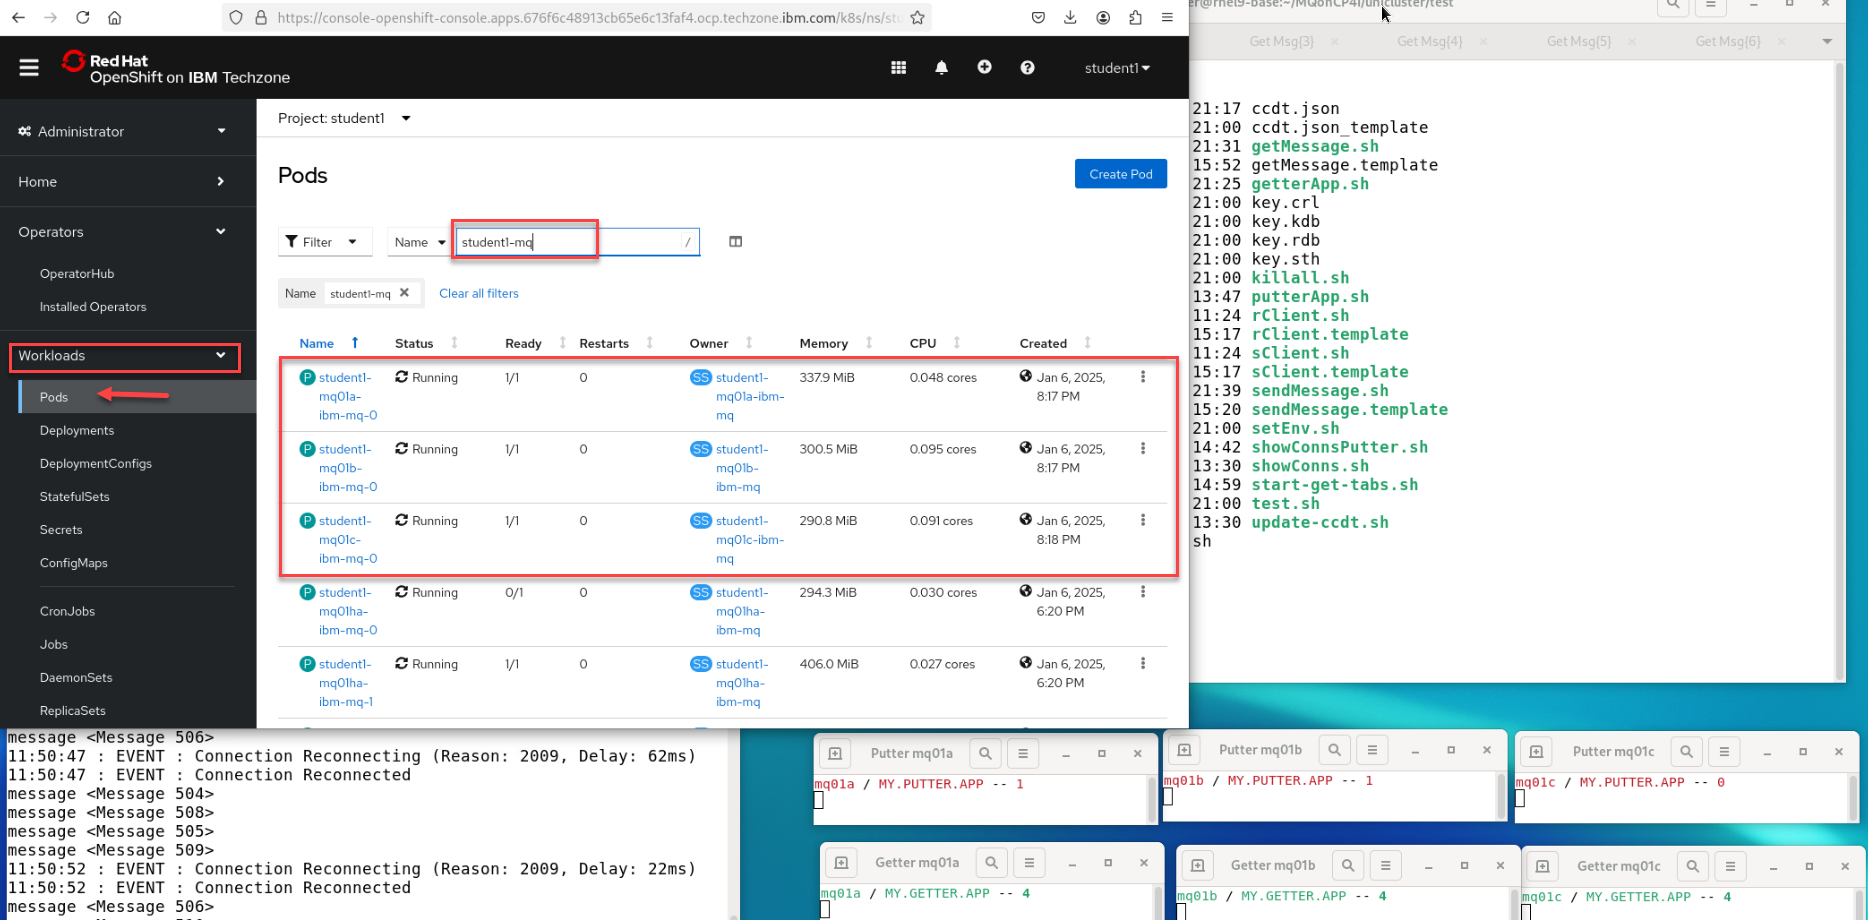 https://console-openshift-console.apps.676f6c48913cb65e6c13faf4.ocp.techzone.ibm.com/k8s/ns/stu
Red Hat
OpenShift on IBM Techzone
student1
Administrator
Home
Operators
OperatorHub
Installed Operators
Workloads
Pods
Deployments
DeploymentConfigs
StatefulSets
Secrets
ConfigMaps
CronJobs
Jobs
DaemonSets
ReplicaSets
Project: student1
Pods
Create Pod
Filter
Name
student1-mq
/
Name student1-mq
Clear all filters
Name Status Ready Restarts Owner Memory CPU Created
P student1-mq01a-ibm-mq-0 Running 1/1 0 SS student1-mq01a-ibm-mq 337.9 MiB 0.048 cores Jan 6, 2025, 8:17 PM
P student1-mq01b-ibm-mq-0 Running 1/1 0 SS student1-mq01b-ibm-mq 300.5 MiB 0.095 cores Jan 6, 2025, 8:17 PM
P student1-mq01c-ibm-mq-0 Running 1/1 0 SS student1-mq01c-ibm-mq 290.8 MiB 0.091 cores Jan 6, 2025, 8:18 PM
P student1-mq01ha-ibm-mq-0 Running 0/1 0 SS student1-mq01ha-ibm-mq 294.3 MiB 0.030 cores Jan 6, 2025, 6:20 PM
P student1-mq01ha-ibm-mq-1 Running 1/1 0 SS student1-mq01ha-ibm-mq 406.0 MiB 0.027 cores Jan 6, 2025, 6:20 PM
er@rhel9-base:~/MQonCP4I/unicluster/test
Get Msg{3} Get Msg{4} Get Msg{5} Get Msg{6}
21:17 ccdt.json
21:00 ccdt.json_template
21:31 getMessage.sh
15:52 getMessage.template
21:25 getterApp.sh
21:00 key.crl
21:00 key.kdb
21:00 key.rdb
21:00 key.sth
21:00 killall.sh
13:47 putterApp.sh
11:24 rClient.sh
15:17 rClient.template
11:24 sClient.sh
15:17 sClient.template
21:39 sendMessage.sh
15:20 sendMessage.template
21:00 setEnv.sh
14:42 showConnsPutter.sh
13:30 showConns.sh
14:59 start-get-tabs.sh
21:00 test.sh
13:30 update-ccdt.sh
sh
message <Message 506>
11:50:47 : EVENT : Connection Reconnecting (Reason: 2009, Delay: 62ms)
11:50:47 : EVENT : Connection Reconnected
message <Message 504>
message <Message 508>
message <Message 505>
message <Message 509>
11:50:52 : EVENT : Connection Reconnecting (Reason: 2009, Delay: 22ms)
11:50:52 : EVENT : Connection Reconnected
message <Message 506>
Putter mq01a
mq01a / MY.PUTTER.APP -- 1
Putter mq01b
mq01b / MY.PUTTER.APP -- 1
Putter mq01c
mq01c / MY.PUTTER.APP -- 0
Getter mq01a
mq01a / MY.GETTER.APP -- 4
Getter mq01b
mq01b / MY.GETTER.APP -- 4
Getter mq01c
mq01c / MY.GETTER.APP -- 4